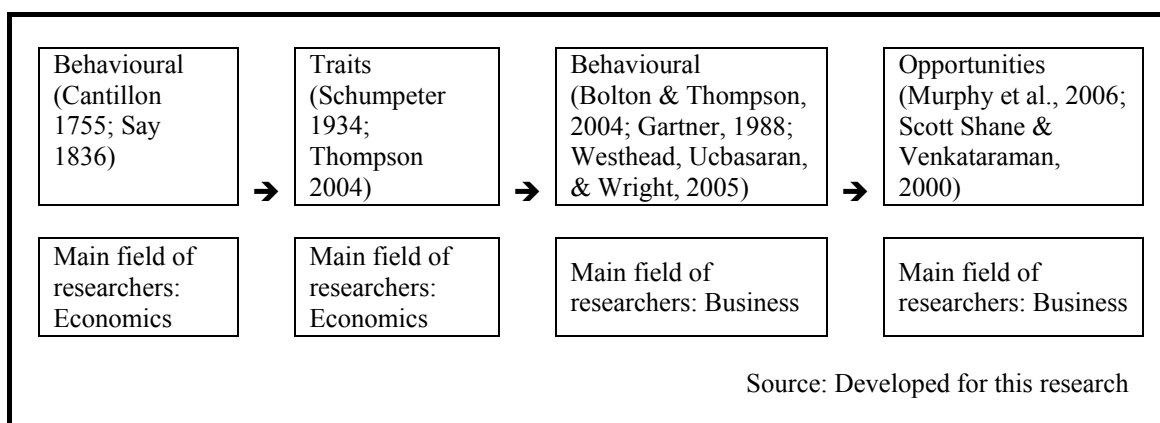 Behavioural
(Cantillon
1755; Say
1836)
➔
Traits
(Schumpeter
1934;
Thompson
2004)
➔
Behavioural
(Bolton & Thompson,
2004; Gartner, 1988;
Westhead, Ucbasaran,
& Wright, 2005)
➔
Opportunities
(Murphy et al., 2006;
Scott Shane &
Venkataraman,
2000)
Main field of
researchers:
Economics
Main field of
researchers:
Economics
Main field of
researchers: Business
Main field of
researchers: Business
Source: Developed for this research